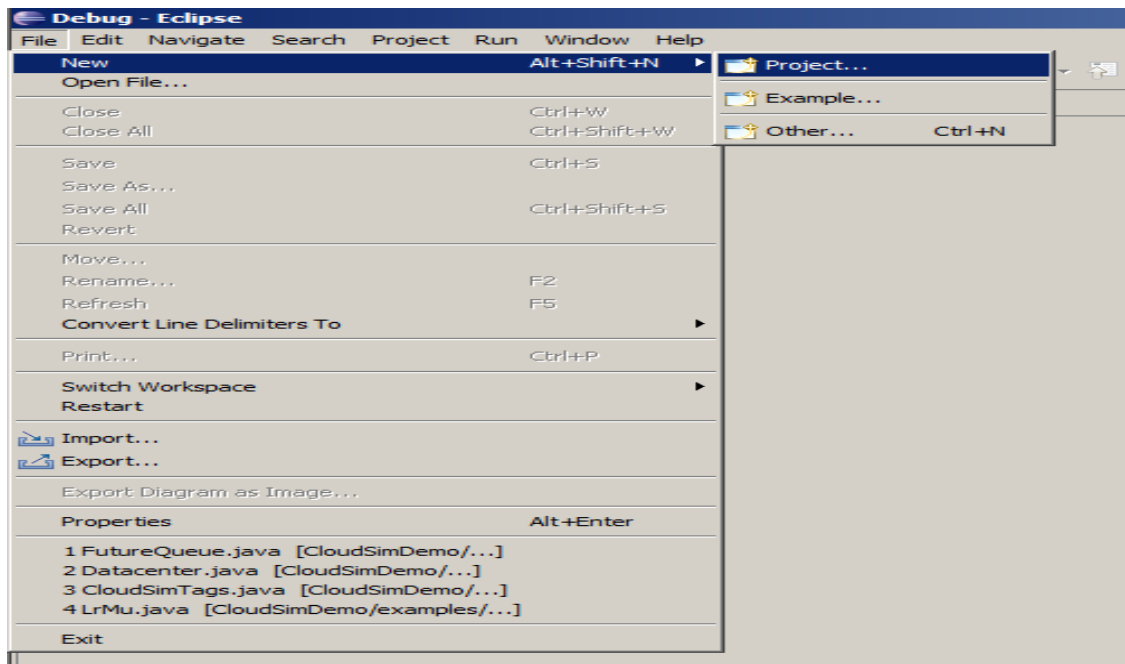 Debug - Eclipse
File Edit Navigate Search Project Run Window Help
New Alt+Shift+N
Open File...
Close Ctrl+W
Close All Ctrl+Shift+W
Save Ctrl+S
Save As...
Save All Ctrl+Shift+S
Revert
Move...
Rename... F2
Refresh F5
Convert Line Delimiters To
Print... Ctrl+P
Switch Workspace
Restart
Import...
Export...
Export Diagram as Image...
Properties Alt+Enter
1 FutureQueue.java [CloudSimDemo/...]
2 Datacenter.java [CloudSimDemo/...]
3 CloudSimTags.java [CloudSimDemo/...]
4 LrMu.java [CloudSimDemo/examples/...]
Exit
Project...
Example...
Other... Ctrl+N